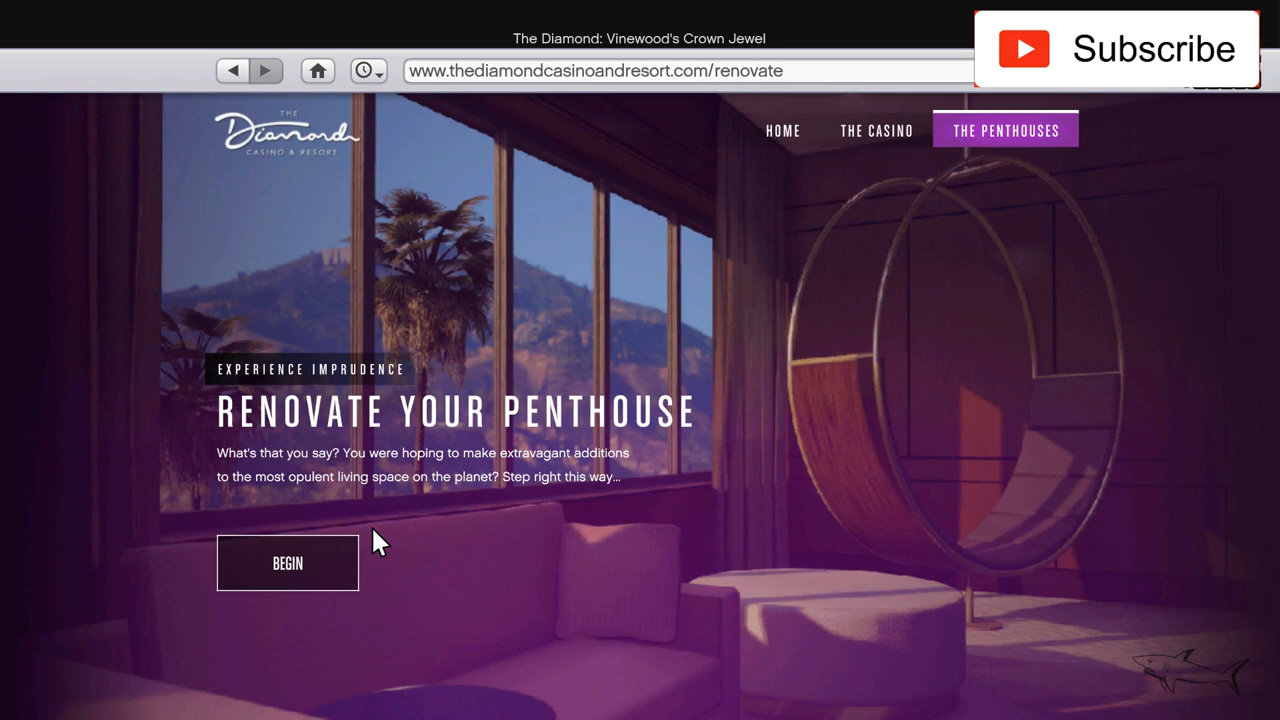 The Diamond: Vinewood's Crown Jewel
Subscribe
www.thediamondcasinoandresort.com/renovate
THE
Diamond
CASINO & RESORT
HOME
THE CASINO
THE PENTHOUSES
EXPERIENCE IMPRUDENCE
RENOVATE YOUR PENTHOUSE
What's that you say? You were hoping to make extravagant additions
to the most opulent living space on the planet? Step right this way...
BEGIN